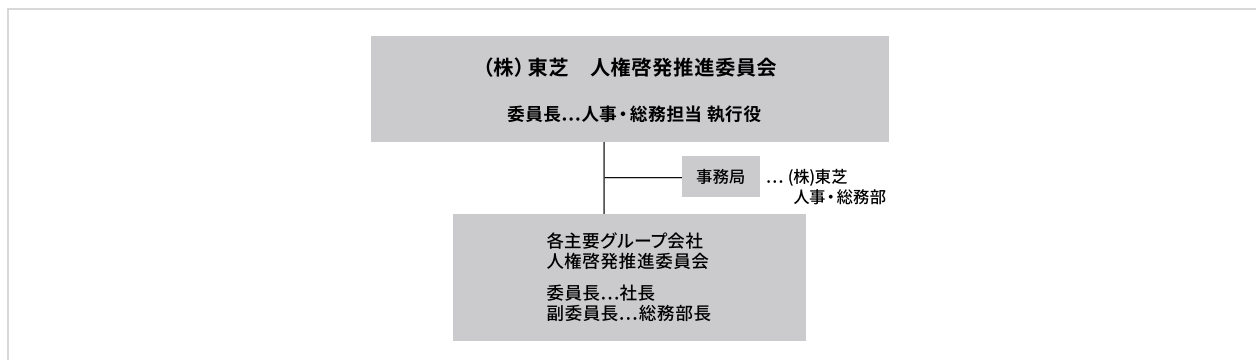 (株)東芝　人権啓発推進委員会
委員長…人事・総務担当 執行役
事務局 … (株)東芝
人事・総務部
各主要グループ会社
人権啓発推進委員会
委員長…社長
副委員長…総務部長